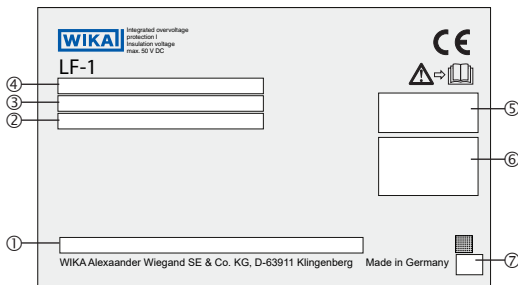 WIKA
Integrated overvoltage
protection I
Insulation voltage
max. 50 V DC
CE
LF-1
④
③
②
⑤
⑥
①
WIKA Alexaander Wiegand SE & Co. KG, D-63911 Klingenberg Made in Germany
⑦